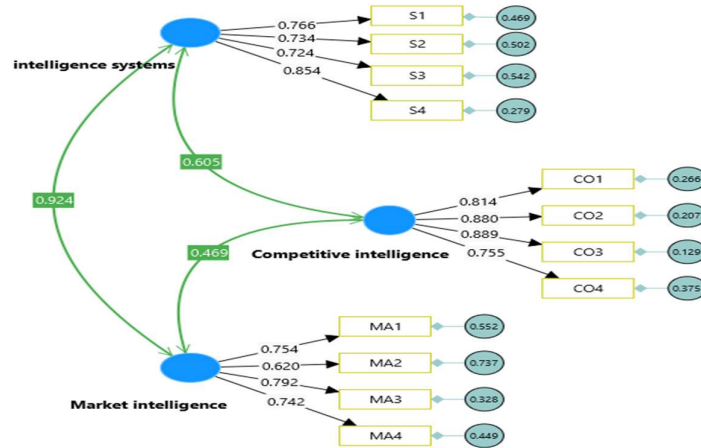 0.766
S1
0.469
0.734
S2
0.502
intelligence systems
0.724
S3
0.542
0.854
S4
0.279
0.605
0.924
0.814
CO1
0.266
0.880
CO2
0.207
0.889
CO3
0.129
Competitive intelligence
0.755
CO4
0.375
0.469
0.754
MA1
0.552
0.620
MA2
0.737
0.792
MA3
0.328
Market intelligence
0.742
MA4
0.449